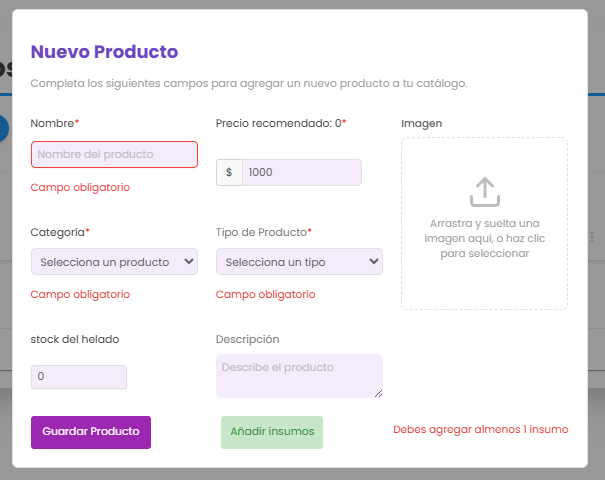 Nuevo Producto
Completa los siguientes campos para agregar un nuevo producto a tu catálogo.
Nombre*
Nombre del producto
Campo obligatorio
Precio recomendado: 0*
$ 1000
Imagen
Arrastra y suelta una
imagen aquí, o haz clic
para seleccionar
Categoría*
Selecciona un producto
Campo obligatorio
Tipo de Producto*
Selecciona un tipo
Campo obligatorio
stock del helado
0
Descripción
Describe el producto
Guardar Producto
Añadir insumos
Debes agregar almenos 1 insumo